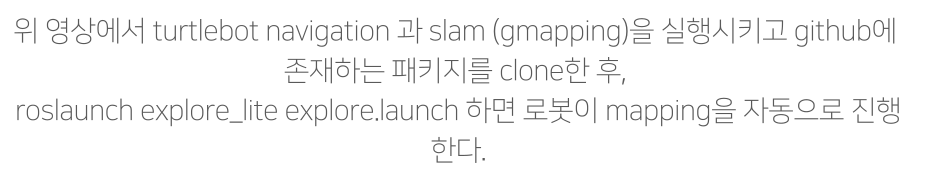 위 영상에서 turtlebot navigation 과 slam (gmapping)을 실행시키고 github에
존재하는 패키지를 clone한 후,
roslaunch explore_lite explore.launch 하면 로봇이 mapping을 자동으로 진행
한다.